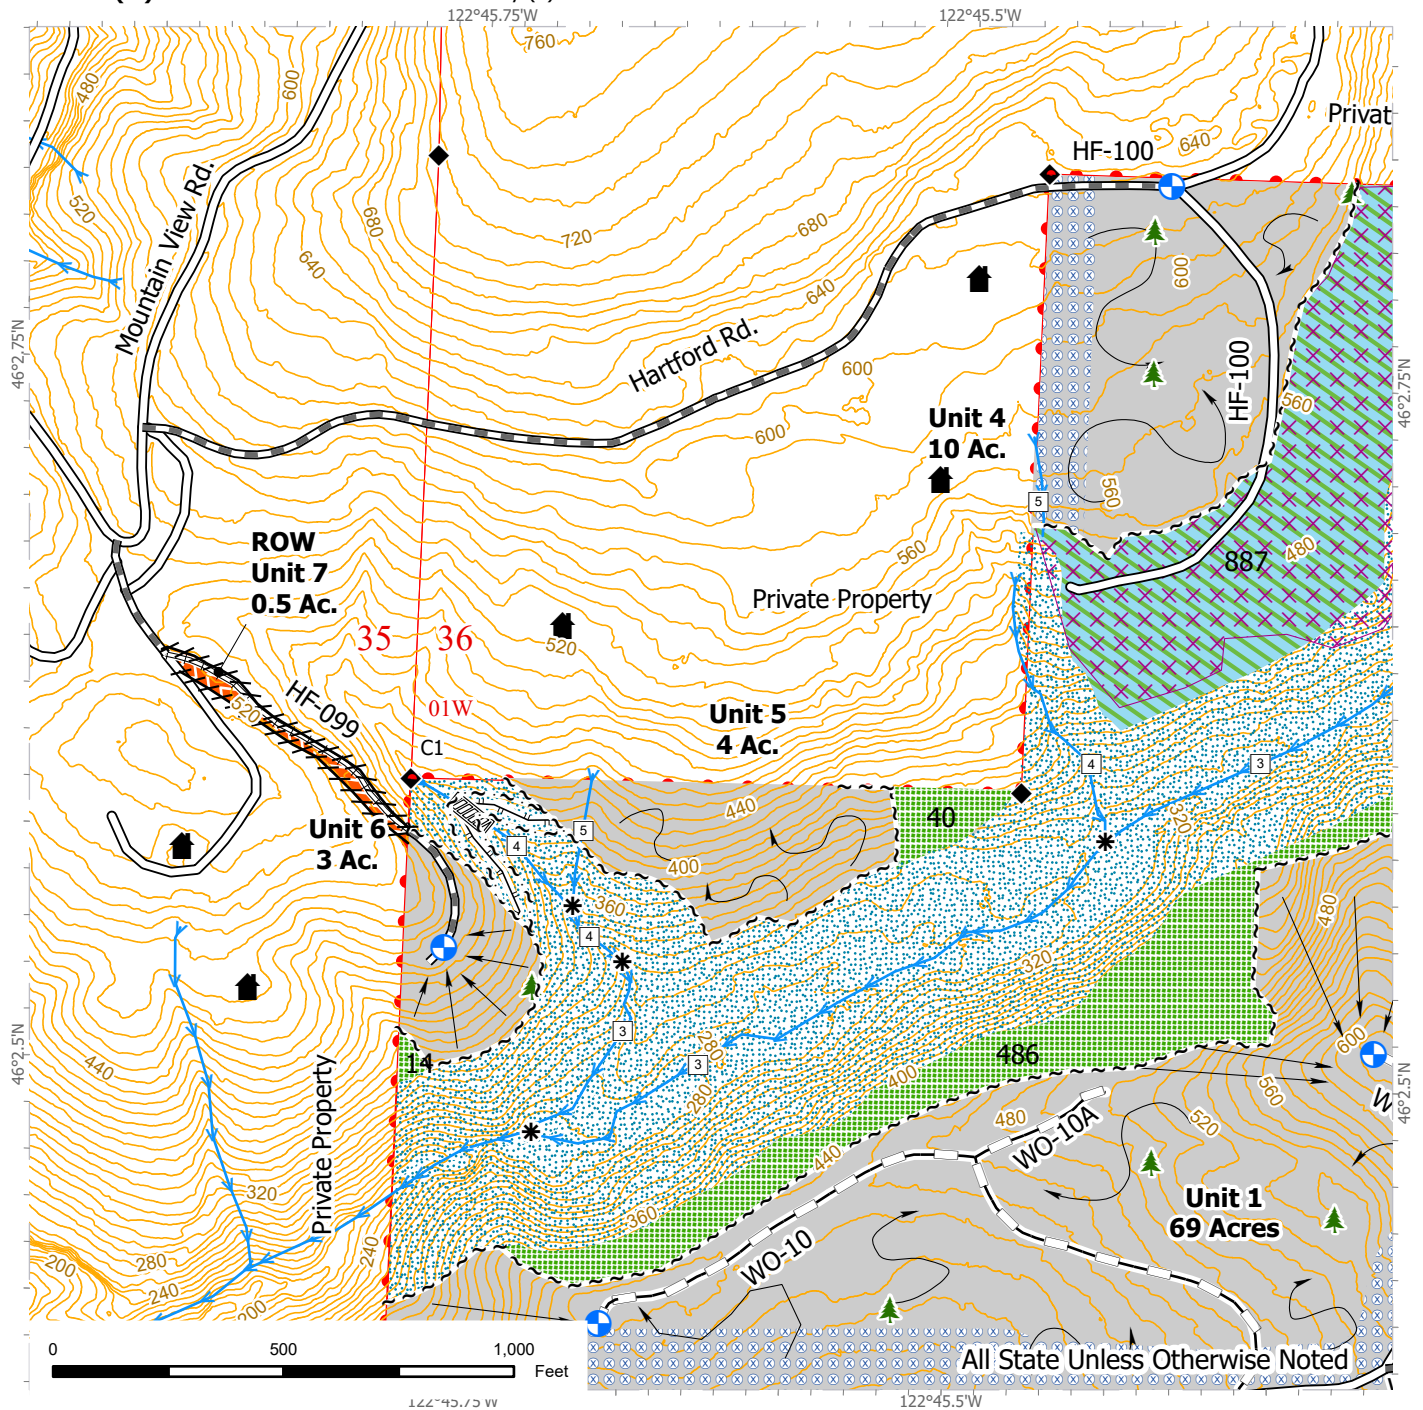 122°45.75'W
122°45.5'W
760
Privat
480
600
HF-100
640
520
680
720
680
640
Mountain View Rd.
640
600
46°2.75'N
46°2.75'N
Hartford Rd.
600
HF-100
560
Unit 4
10 Ac.
600
560
560
480
887
ROW
Unit 7
0.5 Ac.
Private Property
35
36
520
HF-099
520
01W
Unit 5
4 Ac.
C1
5
4
3
440
40
320
Unit 6
3 Ac.
5
4
400
360
480
4
320
3
280
3
486
600
46°2.5'N
46°2.5'N
14
440
280
400
560
W
Private Property
480
WO-10A
520
440
Unit 1
69 Acres
320
360
240
WO-10
200
280
240
200
0
500
1,000
Feet
All State Unless Otherwise Noted
122°45.75'W
122°45.5'W